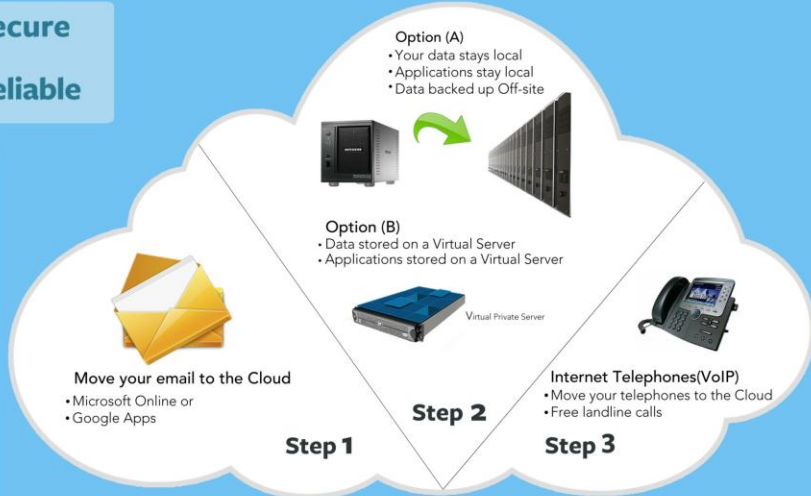 ecure
eliable
Option (A)
• Your data stays local
• Applications stay local
• Data backed up Off-site
Option (B)
• Data stored on a Virtual Server
• Applications stored on a Virtual Server
Virtual Private Server
Move your email to the Cloud
• Microsoft Online or
• Google Apps
Step 1
Step 2
Internet Telephones(VoIP)
• Move your telephones to the Cloud
• Free landline calls
Step 3